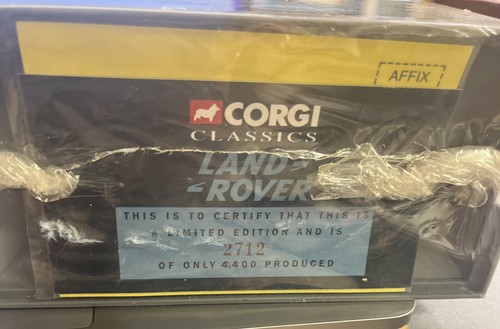 AFFIX
CORGI
CLASSICS
LAND-
-ROVER
THIS IS TO CERTIFY THAT THIS IS
A LIMITED EDITION AND IS
2712
OF ONLY 4,400 PRODUCED